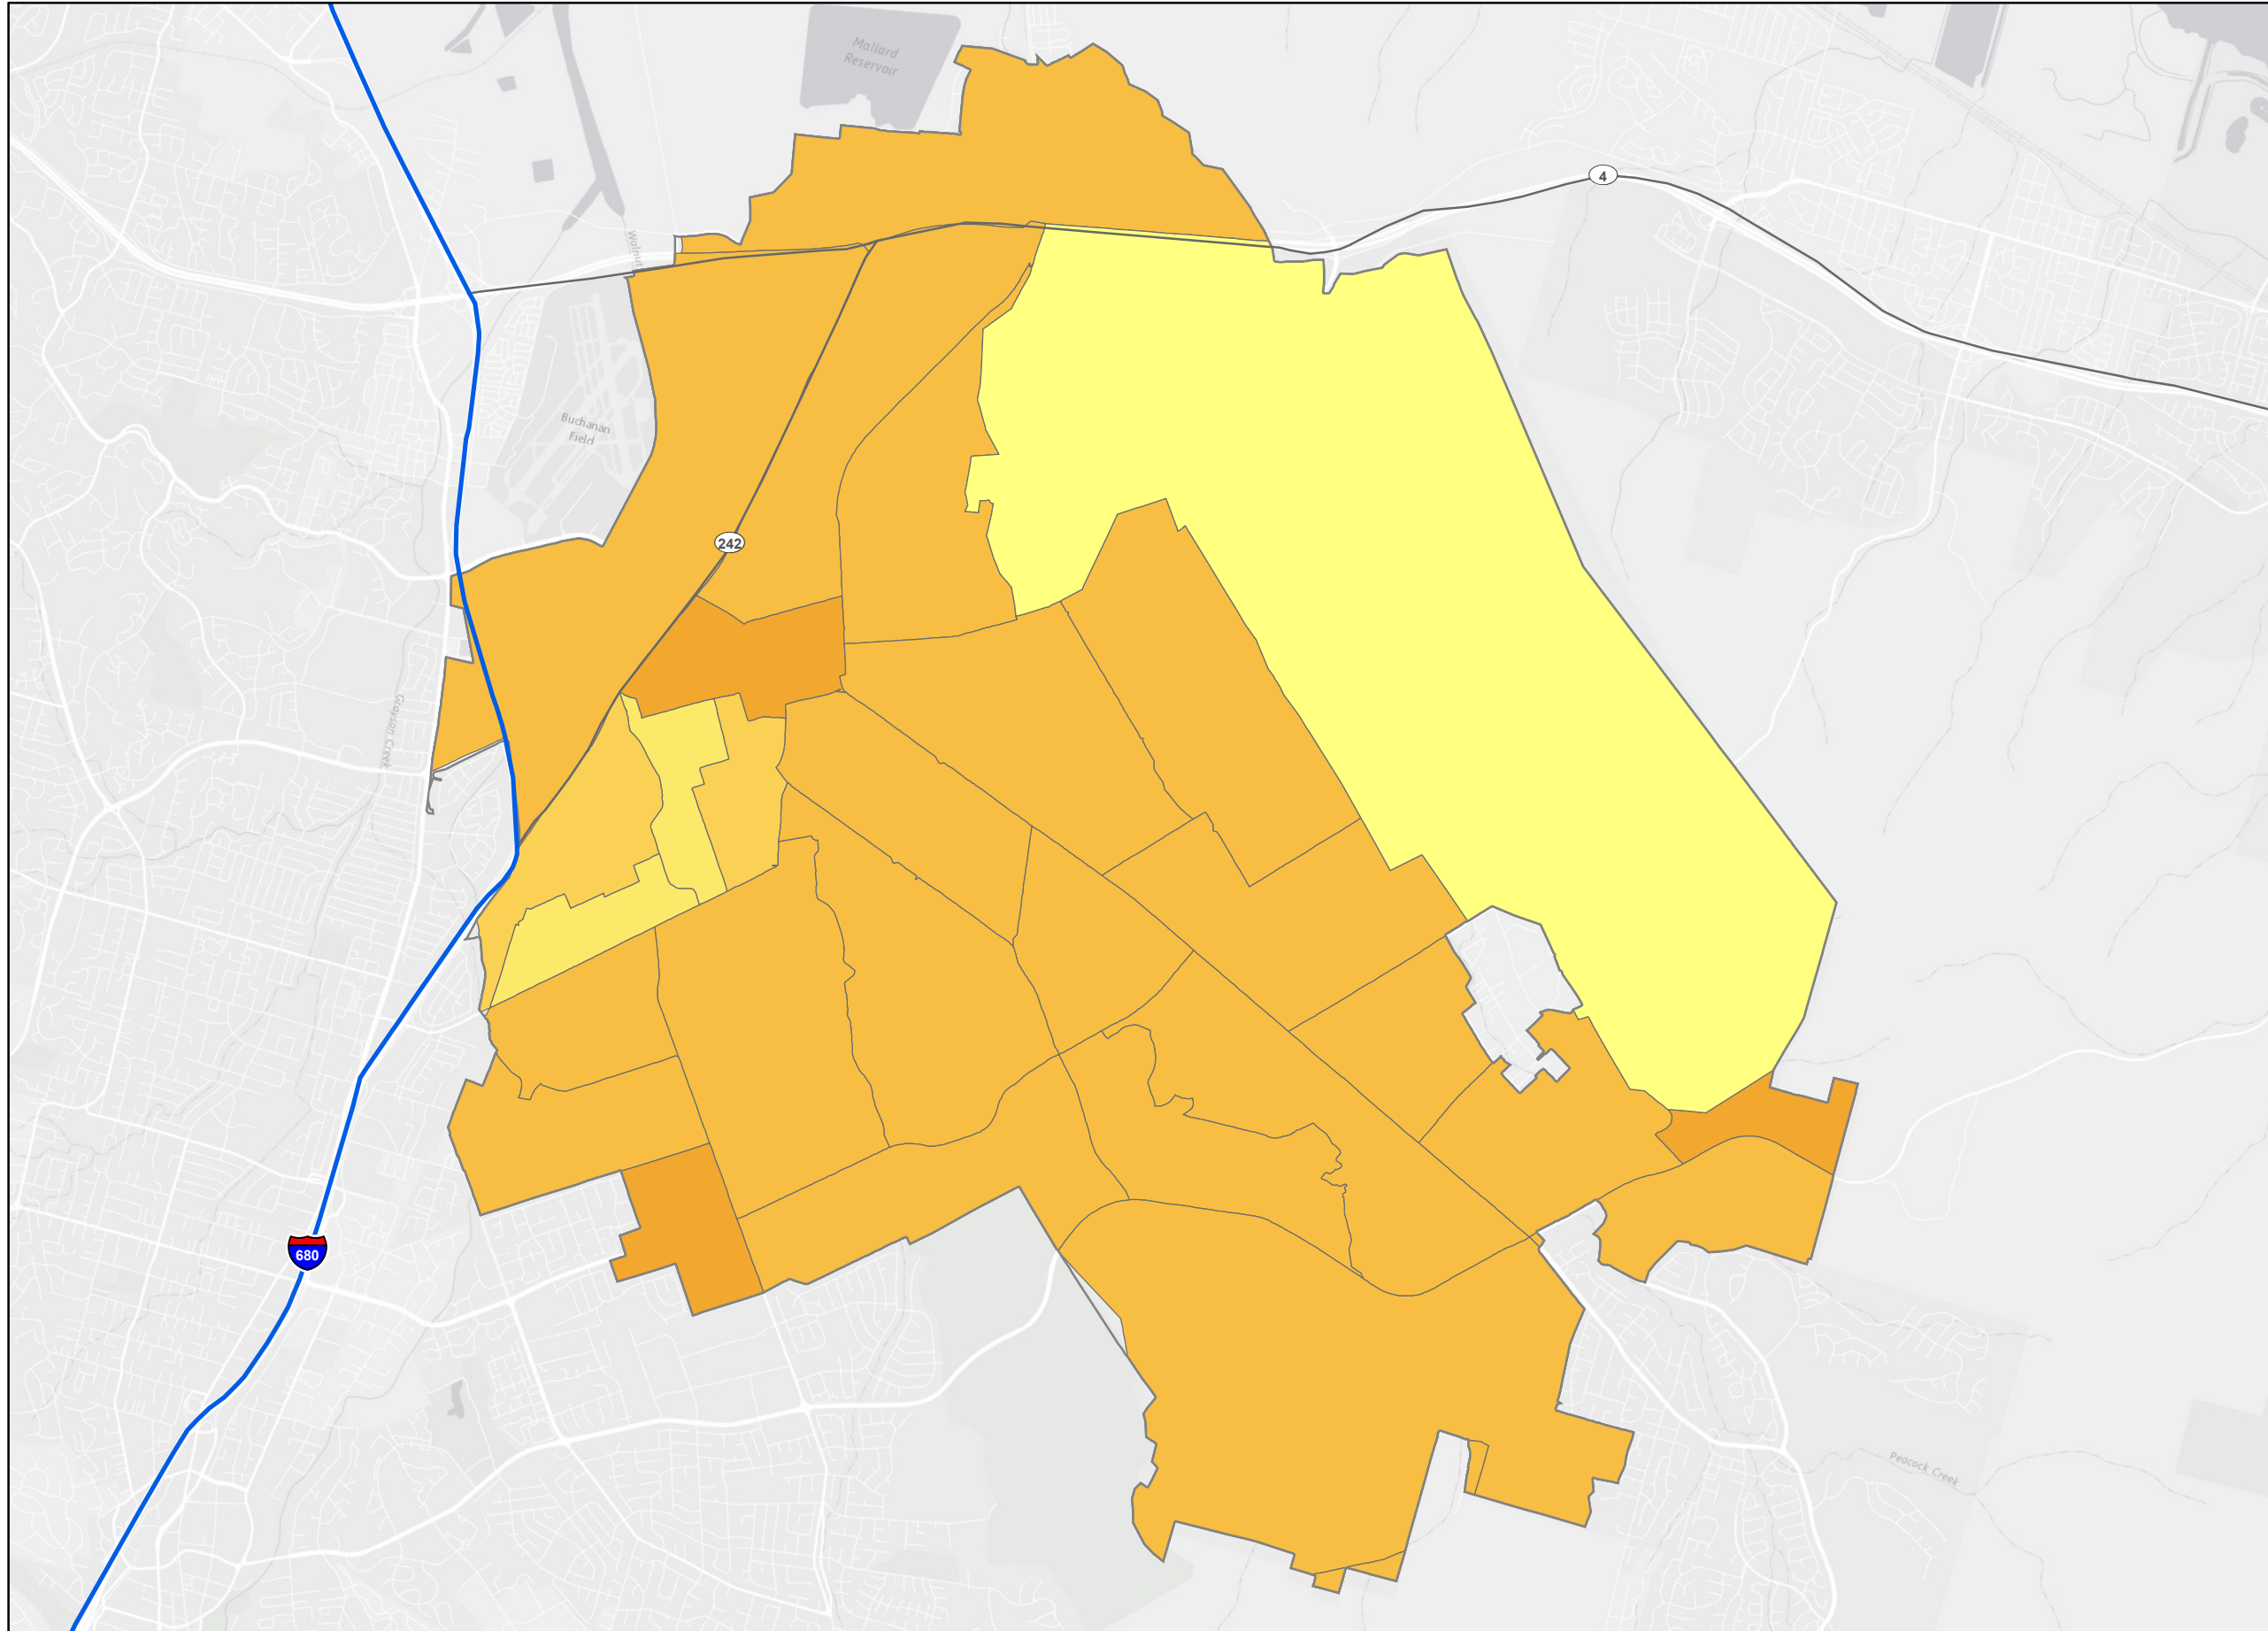 Mallard
Reservoir
4
Walnut
Buchanan
Field
242
Grayson Creek
680
Peacock Creek